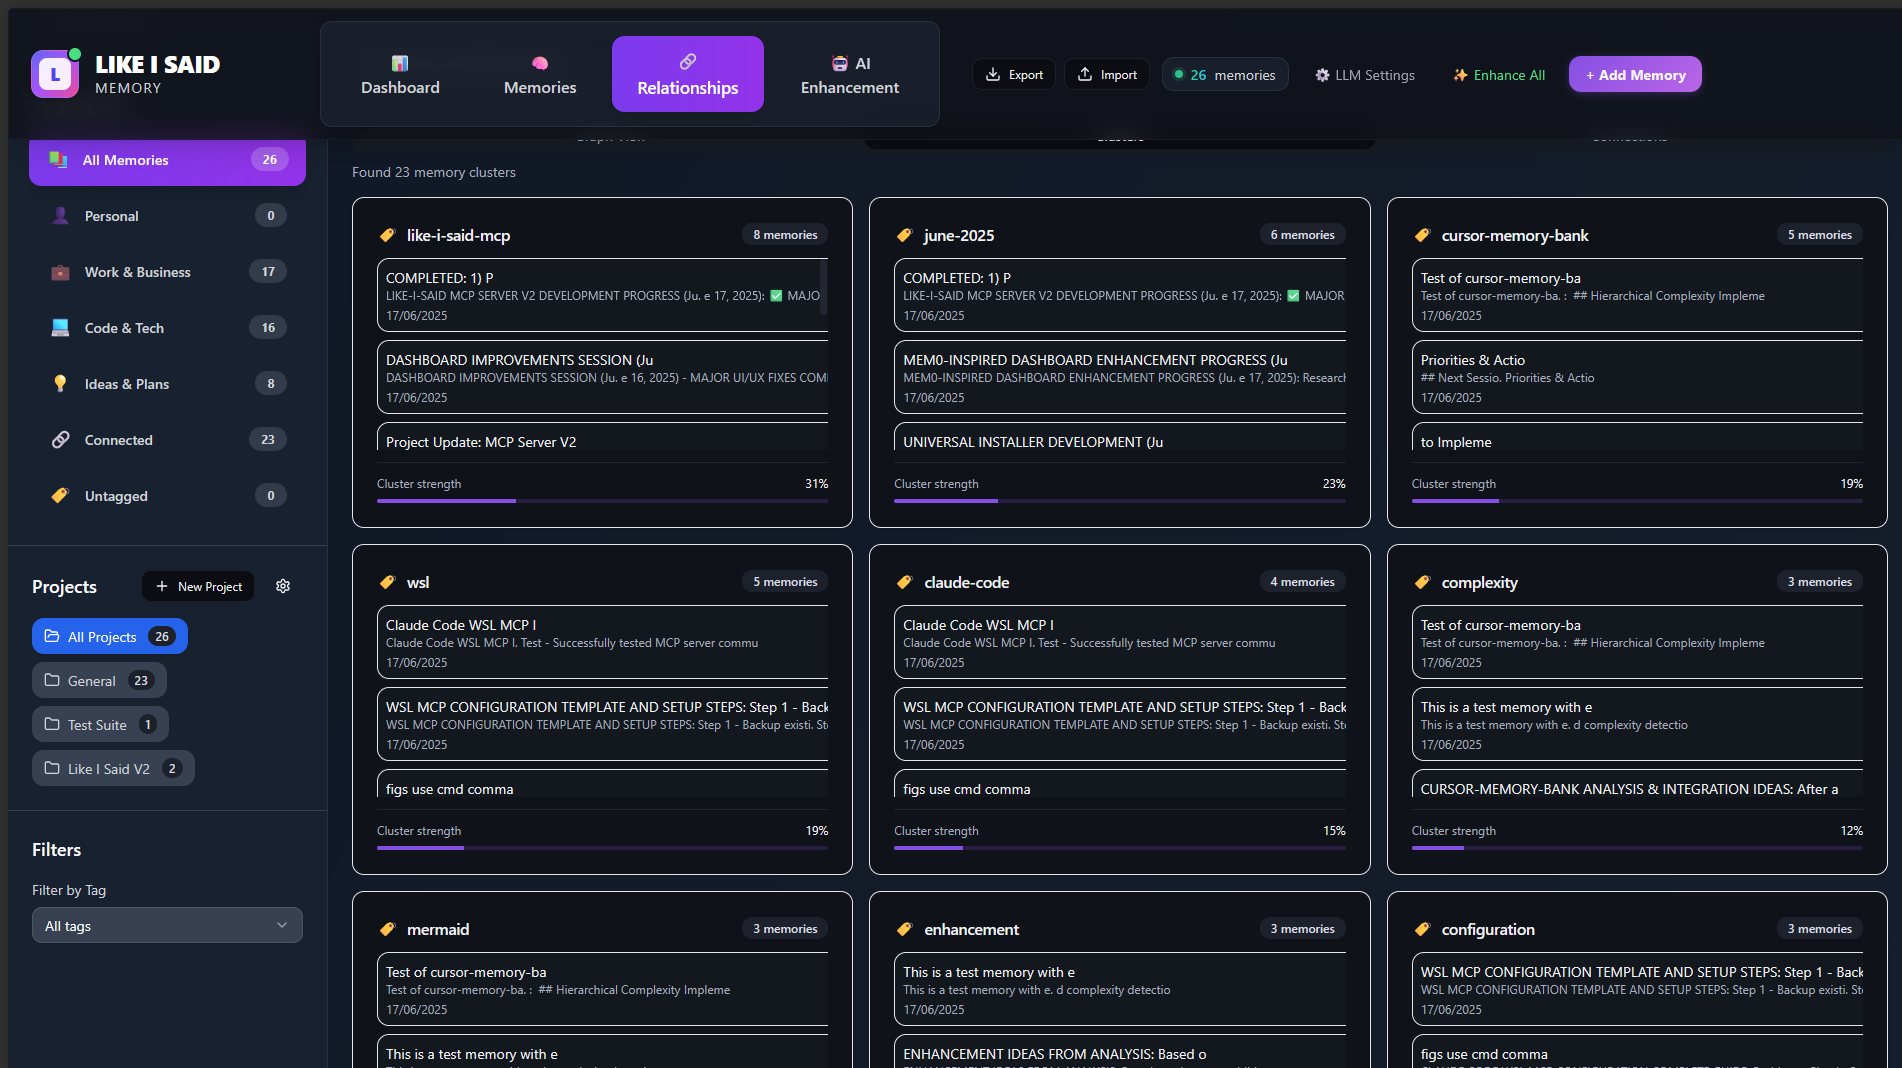 L
LIKE I SAID
MEMORY
Dashboard
Memories
Relationships
AI
Enhancement
Export
Import
26 memories
LLM Settings
Enhance All
+ Add Memory
All Memories 26
Personal 0
Work & Business 17
Code & Tech 16
Ideas & Plans 8
Connected 23
Untagged 0
Projects
New Project
All Projects 26
General 23
Test Suite 1
Like I Said V2 2
Filters
Filter by Tag
All tags
Graph View
Clusters
Connections
Found 23 memory clusters
like-i-said-mcp
8 memories
COMPLETED: 1) P
LIKE-I-SAID MCP SERVER V2 DEVELOPMENT PROGRESS (Ju. e 17, 2025): ✅ MAJO
17/06/2025
DASHBOARD IMPROVEMENTS SESSION (Ju
DASHBOARD IMPROVEMENTS SESSION (Ju. e 16, 2025) - MAJOR UI/UX FIXES COM
17/06/2025
Project Update: MCP Server V2
Cluster strength 31%
june-2025
6 memories
COMPLETED: 1) P
LIKE-I-SAID MCP SERVER V2 DEVELOPMENT PROGRESS (Ju. e 17, 2025): ✅ MAJOR
17/06/2025
MEM0-INSPIRED DASHBOARD ENHANCEMENT PROGRESS (Ju
MEM0-INSPIRED DASHBOARD ENHANCEMENT PROGRESS (Ju. e 17, 2025): Research
17/06/2025
UNIVERSAL INSTALLER DEVELOPMENT (Ju
Cluster strength 23%
cursor-memory-bank
5 memories
Test of cursor-memory-ba
Test of cursor-memory-ba. : ## Hierarchical Complexity Impleme
17/06/2025
Priorities & Actio
## Next Sessio. Priorities & Actio
17/06/2025
to Impleme
Cluster strength 19%
wsl
5 memories
Claude Code WSL MCP I
Claude Code WSL MCP I. Test - Successfully tested MCP server commu
17/06/2025
WSL MCP CONFIGURATION TEMPLATE AND SETUP STEPS: Step 1 - Back
WSL MCP CONFIGURATION TEMPLATE AND SETUP STEPS: Step 1 - Backup existi. St
17/06/2025
figs use cmd comma
Cluster strength 19%
claude-code
4 memories
Claude Code WSL MCP I
Claude Code WSL MCP I. Test - Successfully tested MCP server commu
17/06/2025
WSL MCP CONFIGURATION TEMPLATE AND SETUP STEPS: Step 1 - Back
WSL MCP CONFIGURATION TEMPLATE AND SETUP STEPS: Step 1 - Backup existi. St
17/06/2025
figs use cmd comma
Cluster strength 15%
complexity
3 memories
Test of cursor-memory-ba
Test of cursor-memory-ba. : ## Hierarchical Complexity Impleme
17/06/2025
This is a test memory with e
This is a test memory with e. d complexity detectio
17/06/2025
CURSOR-MEMORY-BANK ANALYSIS & INTEGRATION IDEAS: After a
Cluster strength 12%
mermaid
3 memories
Test of cursor-memory-ba
Test of cursor-memory-ba. : ## Hierarchical Complexity Impleme
17/06/2025
This is a test memory with e
enhancement
3 memories
This is a test memory with e
This is a test memory with e. d complexity detectio
17/06/2025
ENHANCEMENT IDEAS FROM ANALYSIS: Based o
configuration
3 memories
WSL MCP CONFIGURATION TEMPLATE AND SETUP STEPS: Step 1 - Back
WSL MCP CONFIGURATION TEMPLATE AND SETUP STEPS: Step 1 - Backup existi. St
17/06/2025
figs use cmd comma